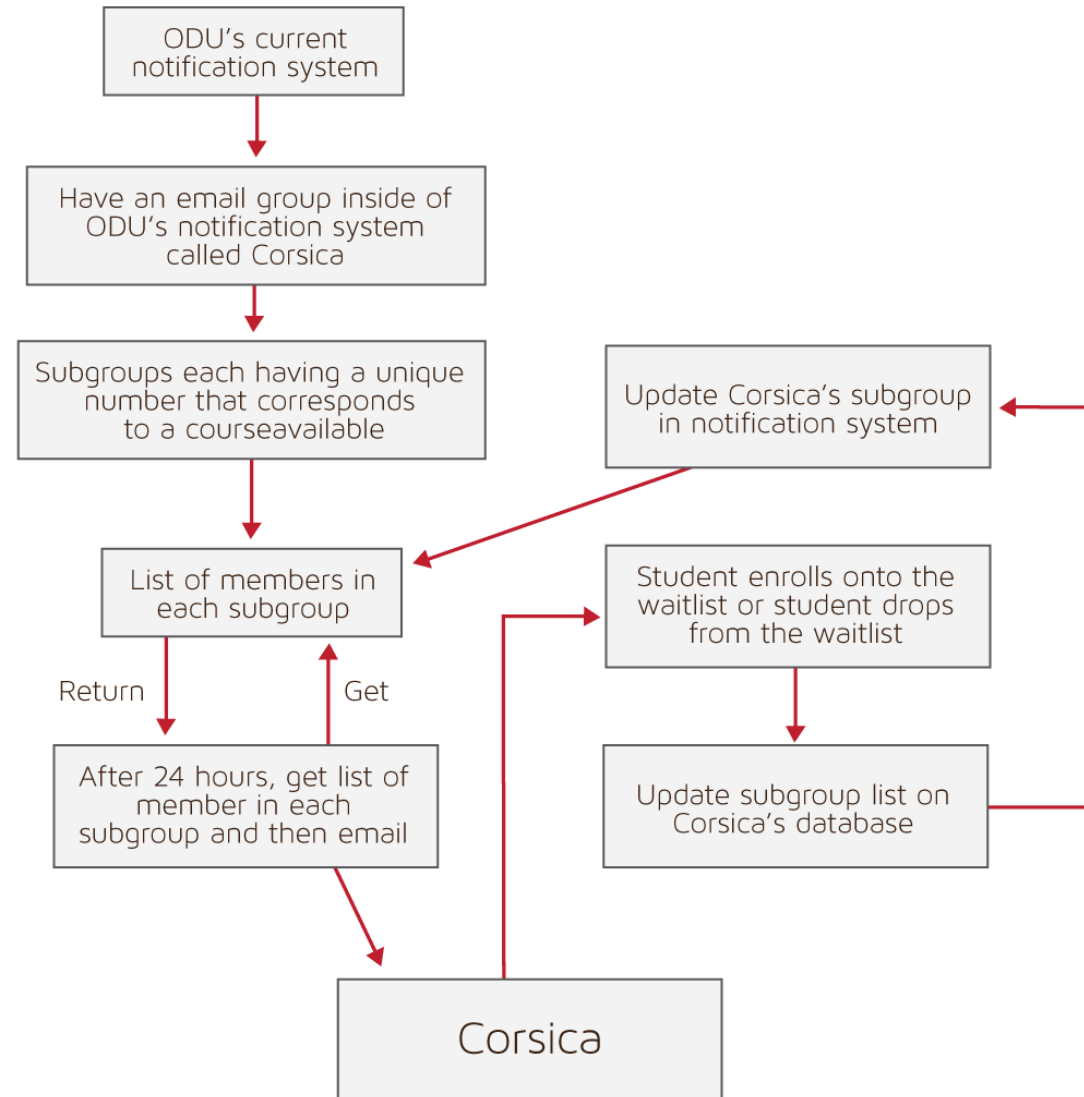 ODU's current
notification system
Have an email group inside of
ODU's notification system
called Corsica
Subgroups each having a unique
number that corresponds
to a courseavailable
List of members in
each subgroup
Return
Get
After 24 hours, get list of
member in each
subgroup and then email
Corsica
Student enrolls onto the
waitlist or student drops
from the waitlist
Update subgroup list on
Corsica's database
Update Corsica's subgroup
in notification system